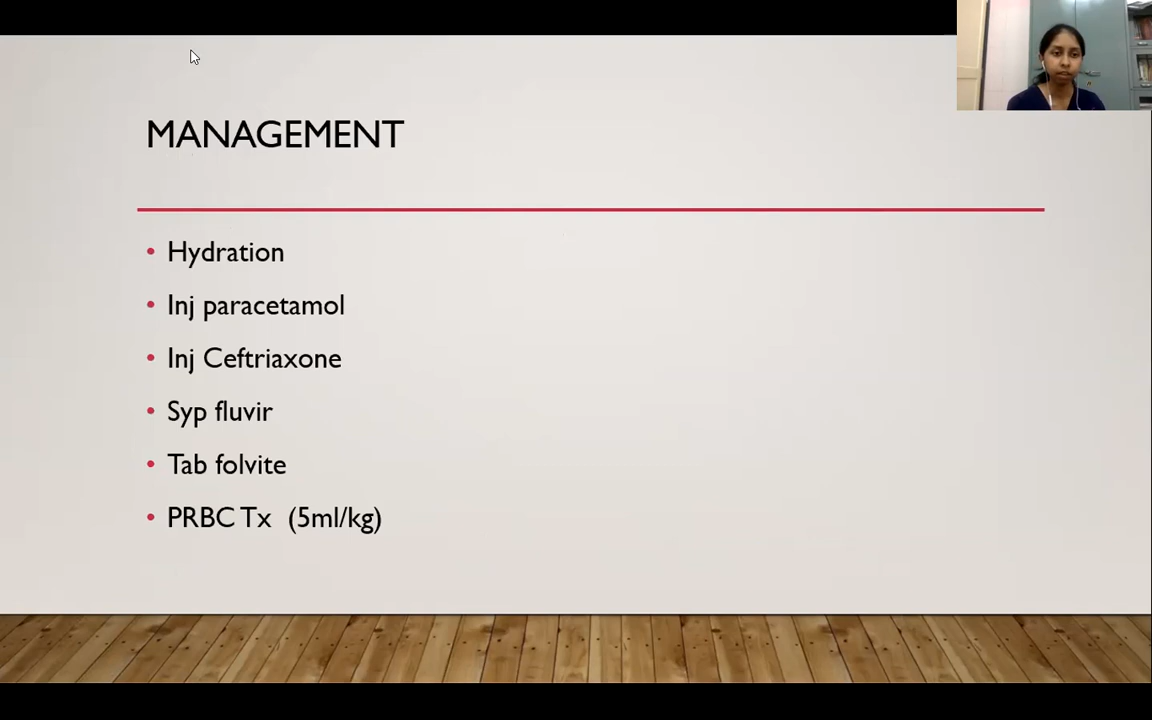 MANAGEMENT
• Hydration
• Inj paracetamol
• Inj Ceftriaxone
• Syp fluvir
• Tab folvite
• PRBC Tx (5ml/kg)